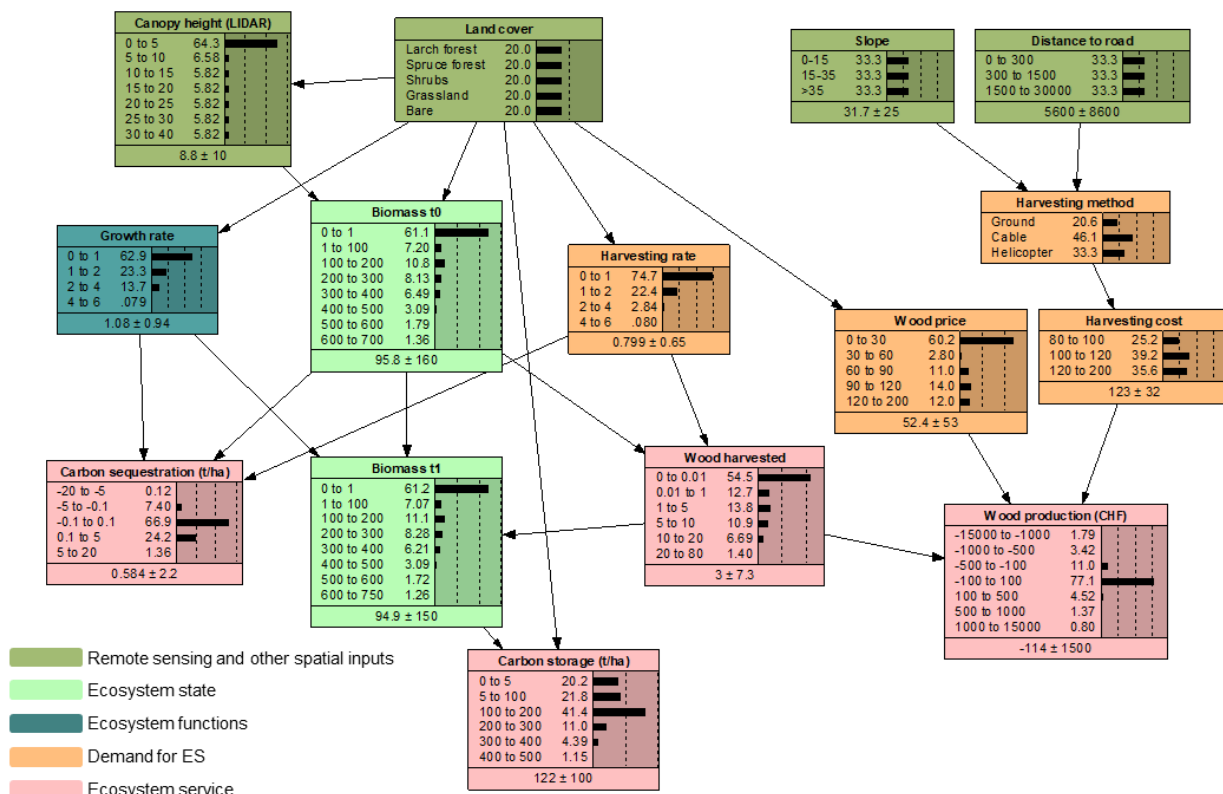 Canopy height (LIDAR)
0 to 5 64.3
5 to 10 6.58
10 to 15 5.82
15 to 20 5.82
20 to 25 5.82
25 to 30 5.82
30 to 40 5.82
8.8 ± 10
Land cover
Larch forest 20.0
Spruce forest 20.0
Shrubs 20.0
Grassland 20.0
Bare 20.0
Slope
0-15 33.3
15-35 33.3
>35 33.3
31.7 ± 25
Distance to road
0 to 300 33.3
300 to 1500 33.3
1500 to 30000 33.3
5600 ± 8600
Harvesting method
Ground 20.6
Cable 46.1
Helicopter 33.3
Growth rate
0 to 1 62.9
1 to 2 23.3
2 to 4 13.7
4 to 6 .079
1.08 ± 0.94
Biomass t0
0 to 1 61.1
1 to 100 7.20
100 to 200 10.8
200 to 300 8.13
300 to 400 6.49
400 to 500 3.09
500 to 600 1.79
600 to 700 1.36
95.8 ± 160
Harvesting rate
0 to 1 74.7
1 to 2 22.4
2 to 4 2.84
4 to 6 .080
0.799 ± 0.65
Wood price
0 to 30 60.2
30 to 60 2.80
60 to 90 11.0
90 to 120 14.0
120 to 200 12.0
52.4 ± 53
Harvesting cost
80 to 100 25.2
100 to 120 39.2
120 to 200 35.6
123 ± 32
Carbon sequestration (t/ha)
-20 to -5 0.12
-5 to -0.1 7.40
-0.1 to 0.1 66.9
0.1 to 5 24.2
5 to 20 1.36
0.584 ± 2.2
Biomass t1
0 to 1 61.2
1 to 100 7.07
100 to 200 11.1
200 to 300 8.28
300 to 400 6.21
400 to 500 3.09
500 to 600 1.72
600 to 750 1.26
94.9 ± 150
Wood harvested
0 to 0.01 54.5
0.01 to 1 12.7
1 to 5 13.8
5 to 10 10.9
10 to 20 6.69
20 to 80 1.40
3 ± 7.3
Wood production (CHF)
-15000 to -1000 1.79
-1000 to -500 3.42
-500 to -100 11.0
-100 to 100 77.1
100 to 500 4.52
500 to 1000 1.37
1000 to 15000 0.80
-114 ± 1500
Carbon storage (t/ha)
0 to 5 20.2
5 to 100 21.8
100 to 200 41.4
200 to 300 11.0
300 to 400 4.39
400 to 500 1.15
122 ± 100
Remote sensing and other spatial inputs
Ecosystem state
Ecosystem functions
Demand for ES
Ecosystem service